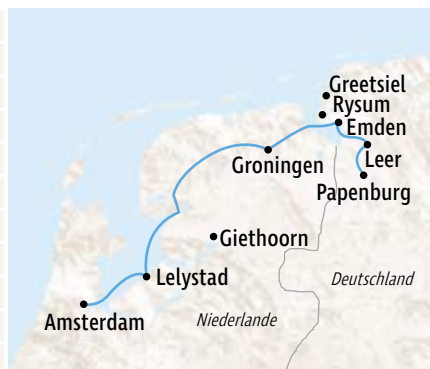 Greetsiel
Rysum
Emden
Groningen
Leer
Papenburg
Giethoorn
Lelystad
Deutschland
Amsterdam
Niederlande